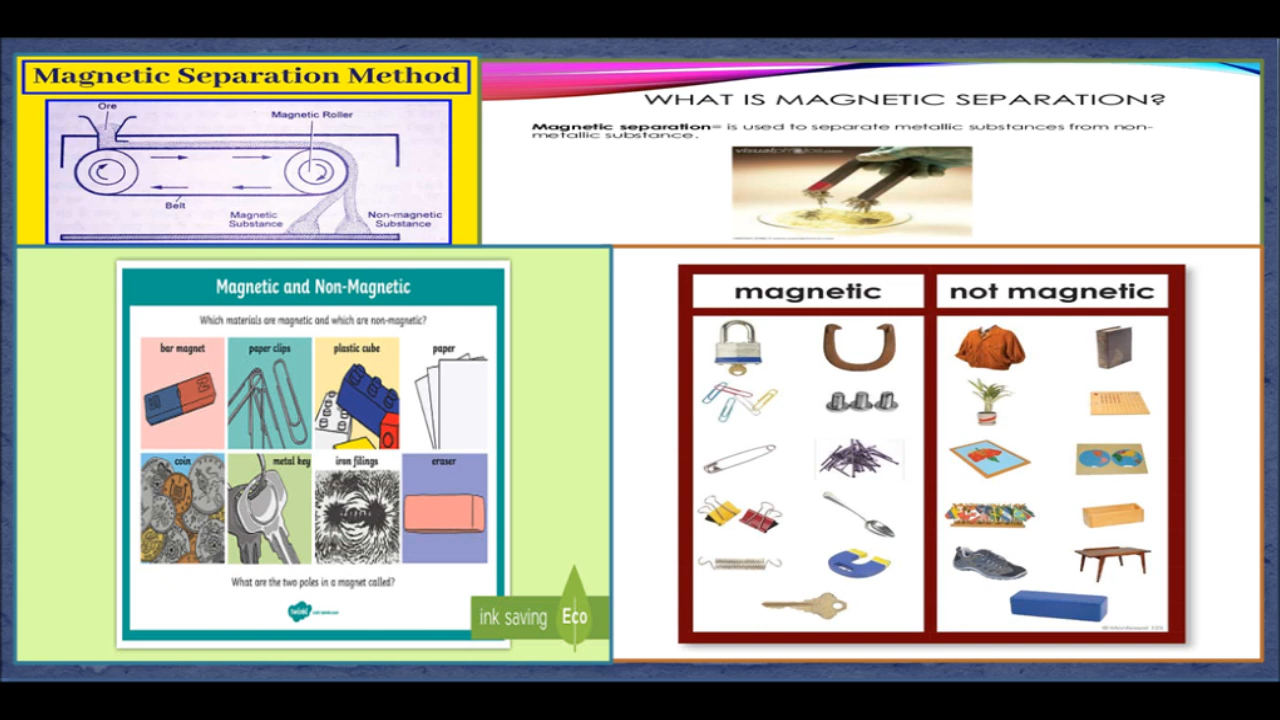 Magnetic Separation Method
Ore
Magnetic Roller
Belt
Magnetic
Substance
Non-magnetic
Substance
WHAT IS MAGNETIC SEPARATION?
Magnetic separation= is used to separate metallic substances from non-
metallic substance.
Magnetic and Non-Magnetic
Which materials are magnetic and which are non-magnetic?
bar magnet
paper clips
plastic cube
paper
coin
metal key
iron filings
eraser
What are the two poles in a magnet called?
twinkl
ink saving
Eco
magnetic
not magnetic